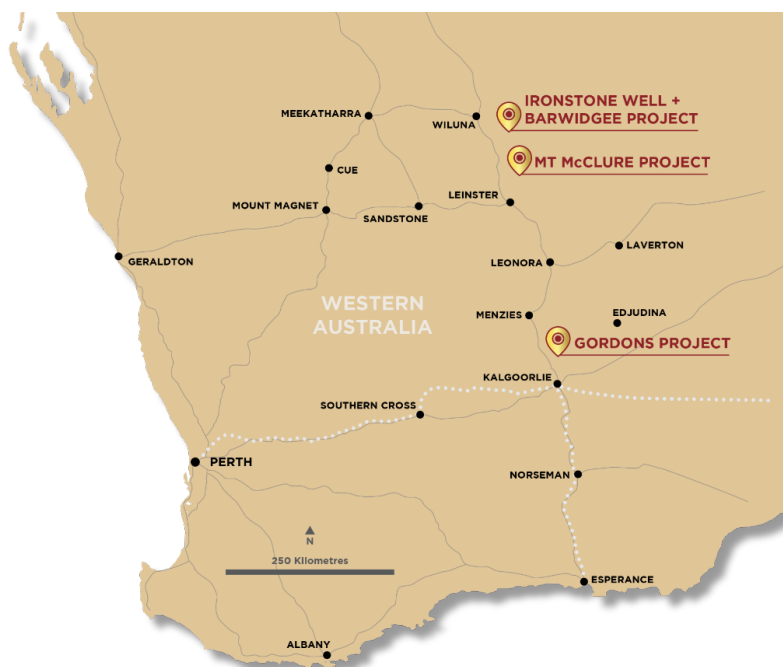 IRONSTONE WELL +
BARWIDGEE PROJECT
MEEKATHARRA
WILUNA
MT McCLURE PROJECT
CUE
LEINSTER
MOUNT MAGNET
SANDSTONE
LAVERTON
GERALDTON
LEONORA
WESTERN
AUSTRALIA
MENZIES
EDJUDINA
GORDONS PROJECT
KALGOORLIE
SOUTHERN CROSS
PERTH
NORSEMAN
N
250 Kilometres
ESPERANCE
ALBANY